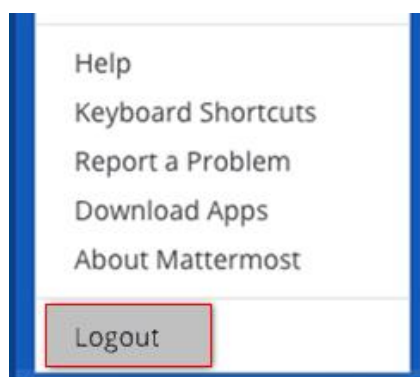 Help
Keyboard Shortcuts
Report a Problem
Download Apps
About Mattermost
Logout